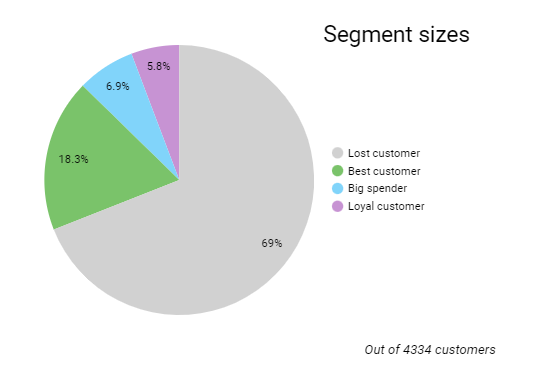 Segment sizes
5.8%
6.9%
18.3%
69%
Lost customer
Best customer
Big spender
Loyal customer
Out of 4334 customers